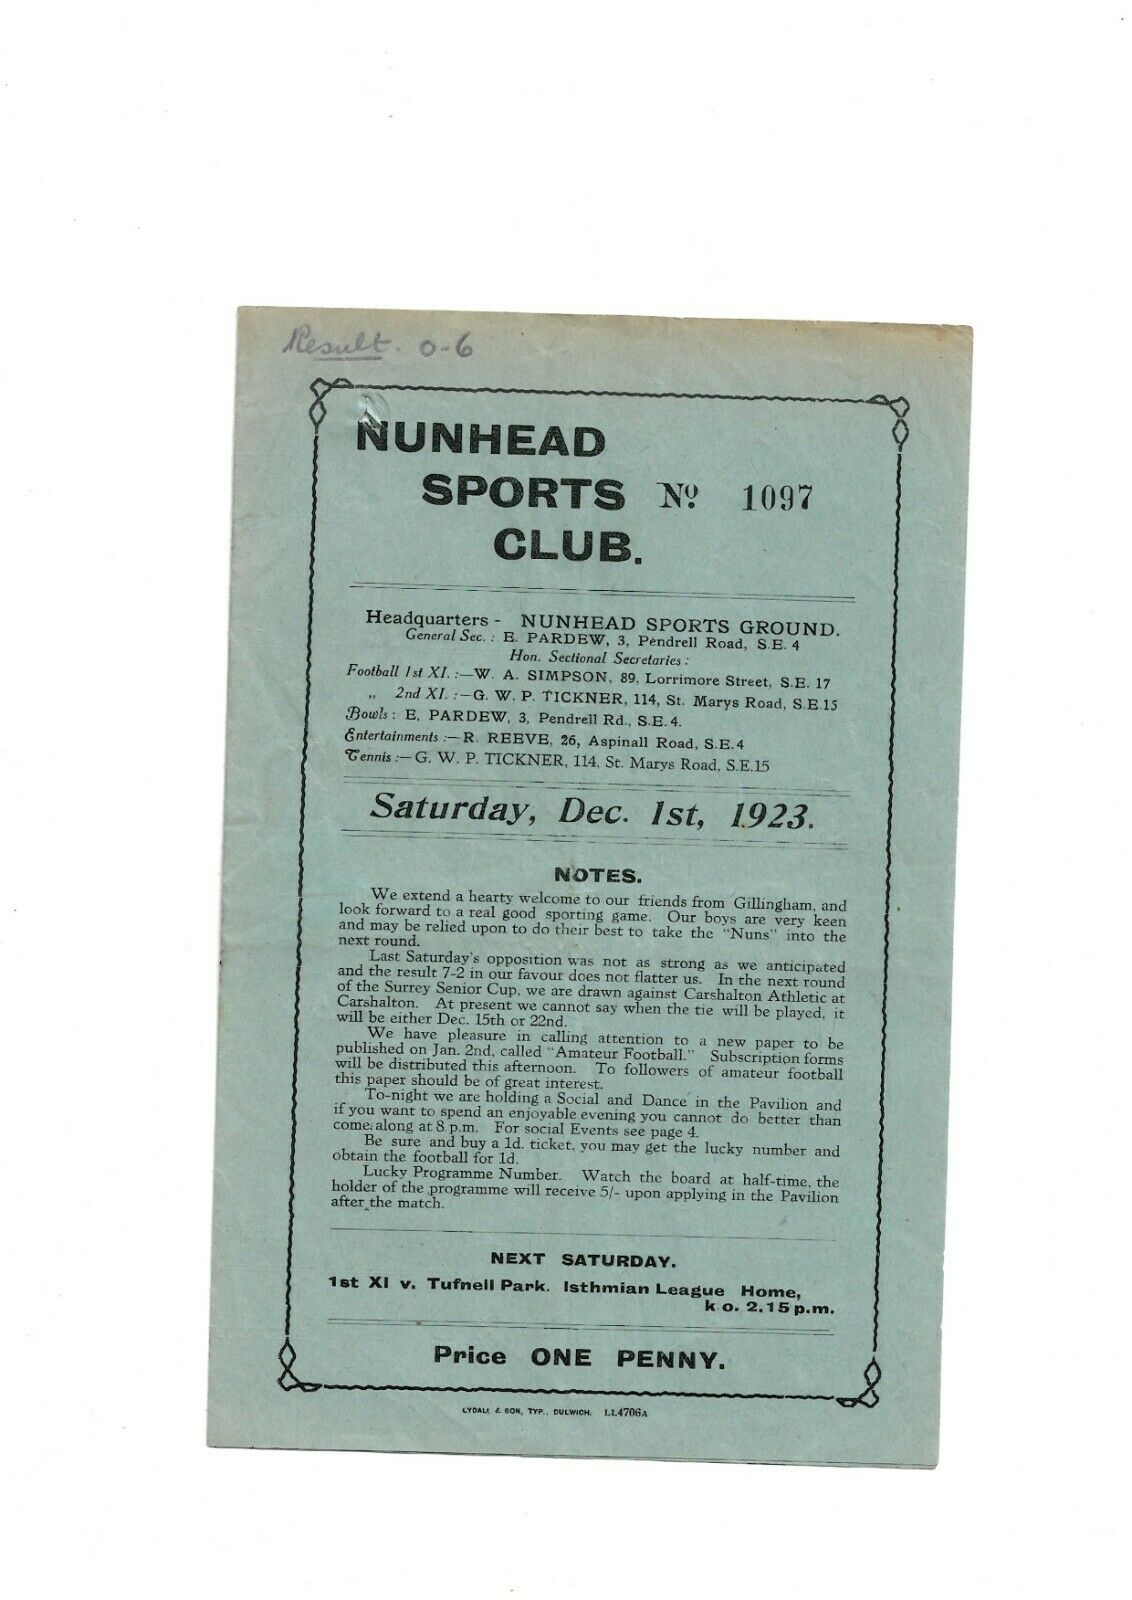 Result. 0-6
NUNHEAD
SPORTS Nº 1097
CLUB.
Headquarters - NUNHEAD SPORTS GROUND.
General Sec.: E. PARDEW, 3, Pendrell Road, S.E. 4
Hon. Sectional Secretaries:
Football 1st XI.:—W. A. SIMPSON, 89, Lorrimore Street, S.E. 17
„ 2nd XI.:—G. W. P. TICKNER, 114, St. Marys Road, S.E.15
Bowls: E. PARDEW, 3, Pendrell Rd., S.E. 4.
Entertainments:—R. REEVE, 26, Aspinall Road, S.E.4
Tennis:—G. W. P. TICKNER, 114, St. Marys Road, S.E.15
Saturday, Dec. 1st, 1923.
NOTES.
We extend a hearty welcome to our friends from Gillingham, and
look forward to a real good sporting game. Our boys are very keen
and may be relied upon to do their best to take the "Nuns" into the
next round.
Last Saturday's opposition was not as strong as we anticipated
and the result 7-2 in our favour does not flatter us. In the next round
of the Surrey Senior Cup, we are drawn against Carshalton Athletic at
Carshalton. At present we cannot say when the tie will be played, it
will be either Dec. 15th or 22nd.
We have pleasure in calling attention to a new paper to be
published on Jan. 2nd, called "Amateur Football." Subscription forms
will be distributed this afternoon. To followers of amateur football
this paper should be of great interest.
To-night we are holding a Social and Dance in the Pavilion and
if you want to spend an enjoyable evening you cannot do better than
come along at 8 p.m. For social Events see page 4.
Be sure and buy a 1d. ticket, you may get the lucky number and
obtain the football for 1d.
Lucky Programme Number. Watch the board at half-time, the
holder of the programme will receive 5/- upon applying in the Pavilion
after the match.
NEXT SATURDAY.
1st XI v. Tufnell Park. Isthmian League Home,
k o. 2.15 p.m.
Price ONE PENNY.
LYDALL & SON, TYP., DULWICH. LL4706A